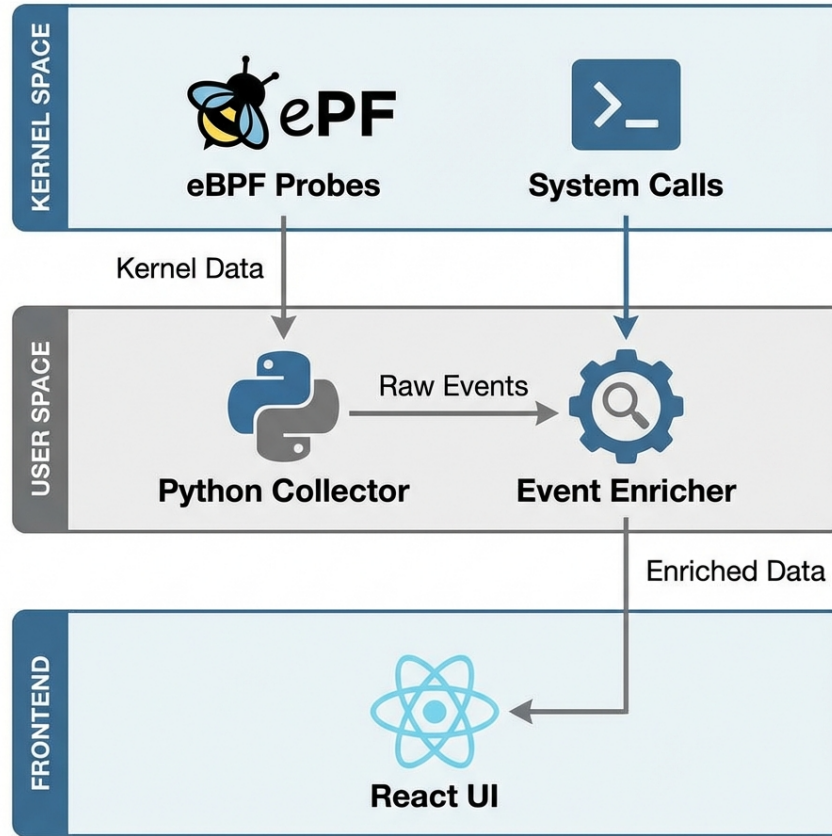 KERNEL SPACE
ePF
eBPF Probes
System Calls
Kernel Data
USER SPACE
Raw Events
Python Collector
Event Enricher
Enriched Data
FRONTEND
React UI